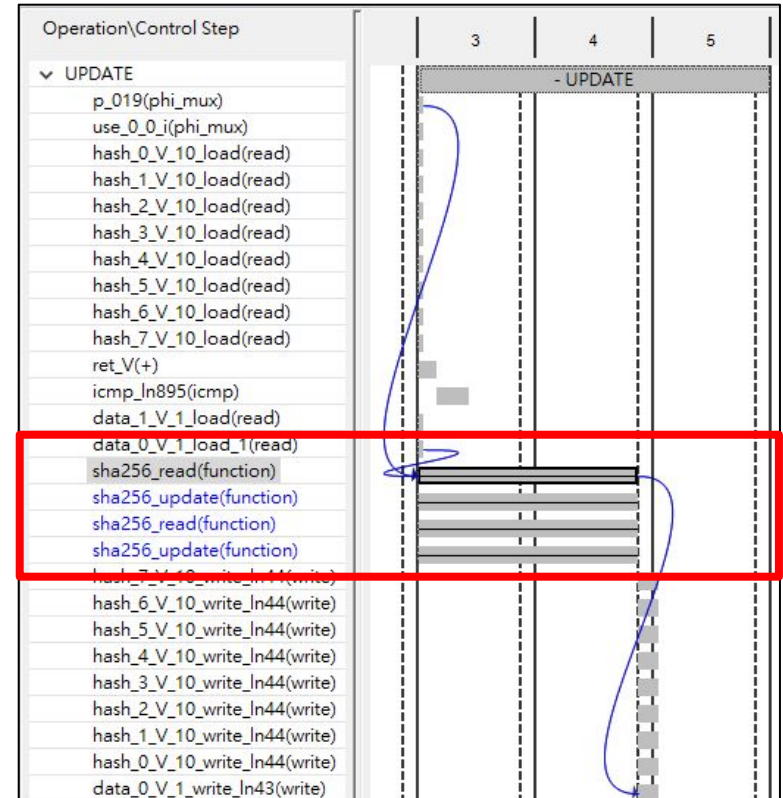 Operation\Control Step
3 4 5
UPDATE - UPDATE
p_019(phi_mux)
use_0_0_i(phi_mux)
hash_0_V_10_load(read)
hash_1_V_10_load(read)
hash_2_V_10_load(read)
hash_3_V_10_load(read)
hash_4_V_10_load(read)
hash_5_V_10_load(read)
hash_6_V_10_load(read)
hash_7_V_10_load(read)
ret_V(+)
icmp_ln895(icmp)
data_1_V_1_load(read)
data_0_V_1_load_1(read)
sha256_read(function)
sha256_update(function)
sha256_read(function)
sha256_update(function)
hash_7_V_10_write_ln44(write)
hash_6_V_10_write_ln44(write)
hash_5_V_10_write_ln44(write)
hash_4_V_10_write_ln44(write)
hash_3_V_10_write_ln44(write)
hash_2_V_10_write_ln44(write)
hash_1_V_10_write_ln44(write)
hash_0_V_10_write_ln44(write)
data_0_V_1_write_ln43(write)